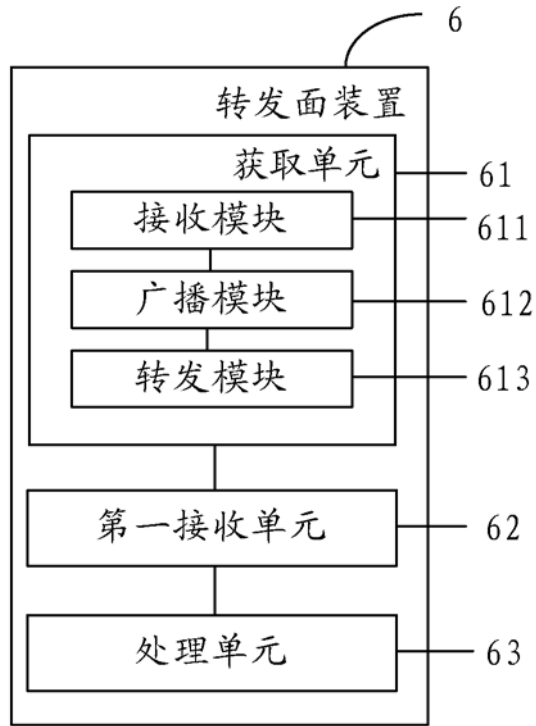 6
转发面装置
获取单元 61
接收模块 611
广播模块 612
转发模块 613
第一接收单元 62
处理单元 63